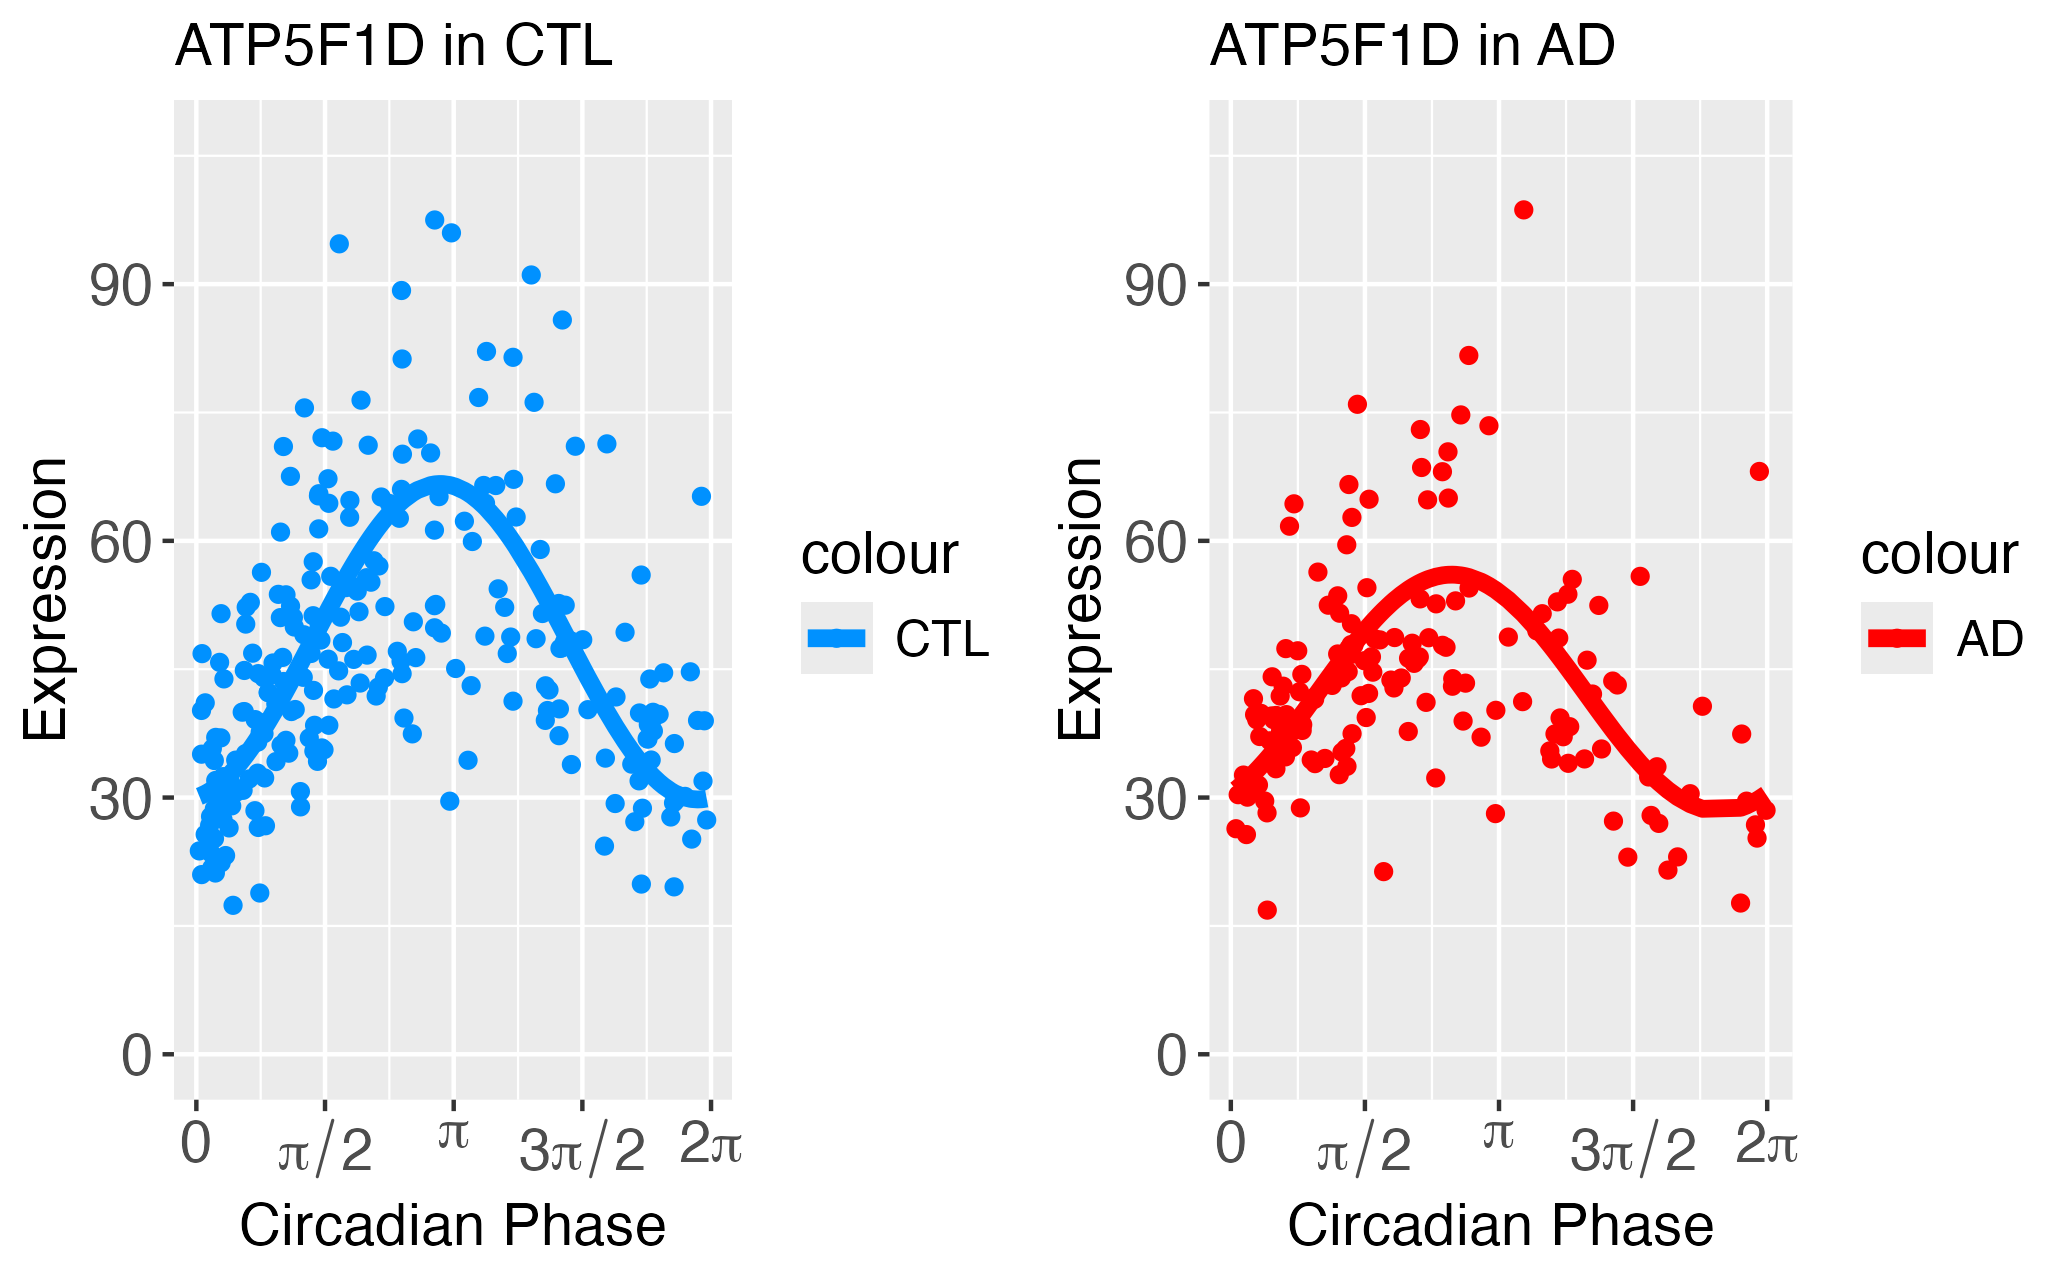 ATP5F1D in CTL
Expression
90
60
30
0
0 π/2 π 3π/2 2π
Circadian Phase
colour
CTL
ATP5F1D in AD
Expression
90
60
30
0
0 π/2 π 3π/2 2π
Circadian Phase
colour
AD